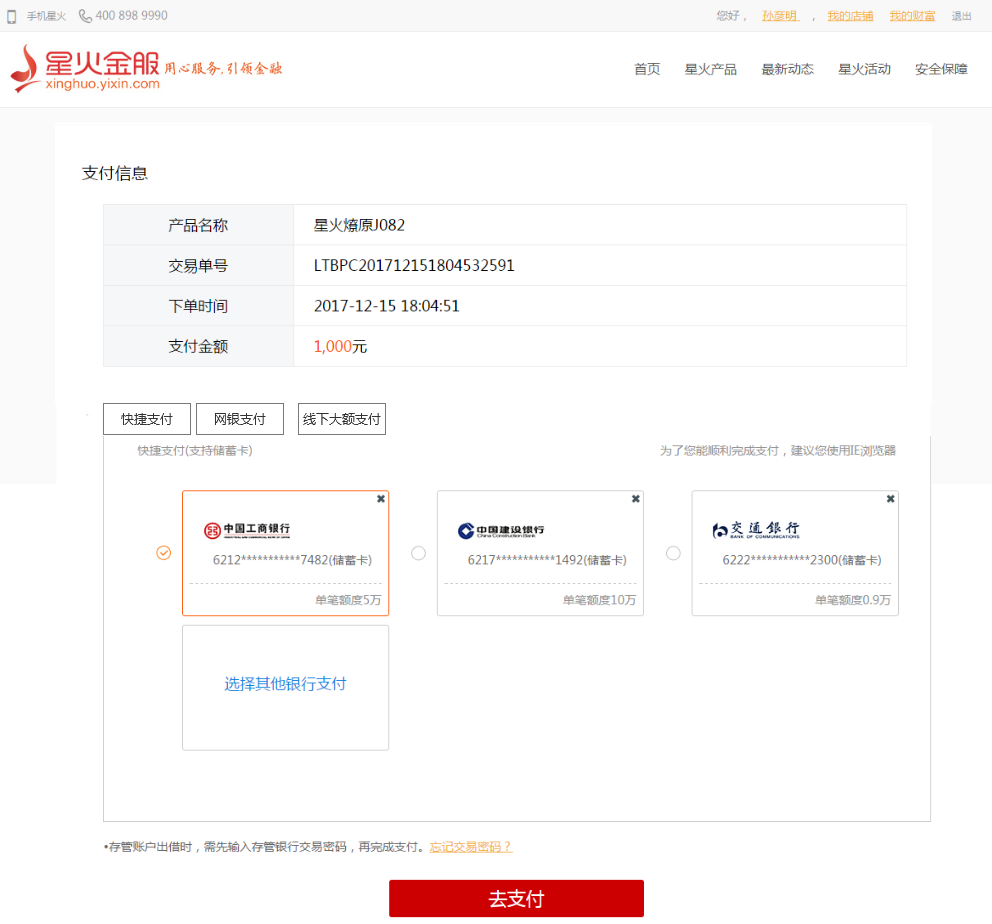 手机星火 400 898 9990 您好， 孙彦明 ， 我的店铺 我的财富 退出
星火金服 用心服务,引领金融
xinghuo.yixin.com
首页 星火产品 最新动态 星火活动 安全保障
支付信息
产品名称 星火燎原J082
交易单号 LTBPC201712151804532591
下单时间 2017-12-15 18:04:51
支付金额 1,000元
快捷支付 网银支付 线下大额支付
快捷支付(支持储蓄卡) 为了您能顺利完成支付，建议您使用IE浏览器
中国工商银行 中国建设银行 交通银行
INDUSTRIAL AND COMMERCIAL BANK OF CHINA China Construction Bank BANK OF COMMUNICATIONS
6212***********7482(储蓄卡) 6217***********1492(储蓄卡) 6222***********2300(储蓄卡)
单笔额度5万 单笔额度10万 单笔额度0.9万
选择其他银行支付
•存管账户出借时，需先输入存管银行交易密码，再完成支付。忘记交易密码？
去支付